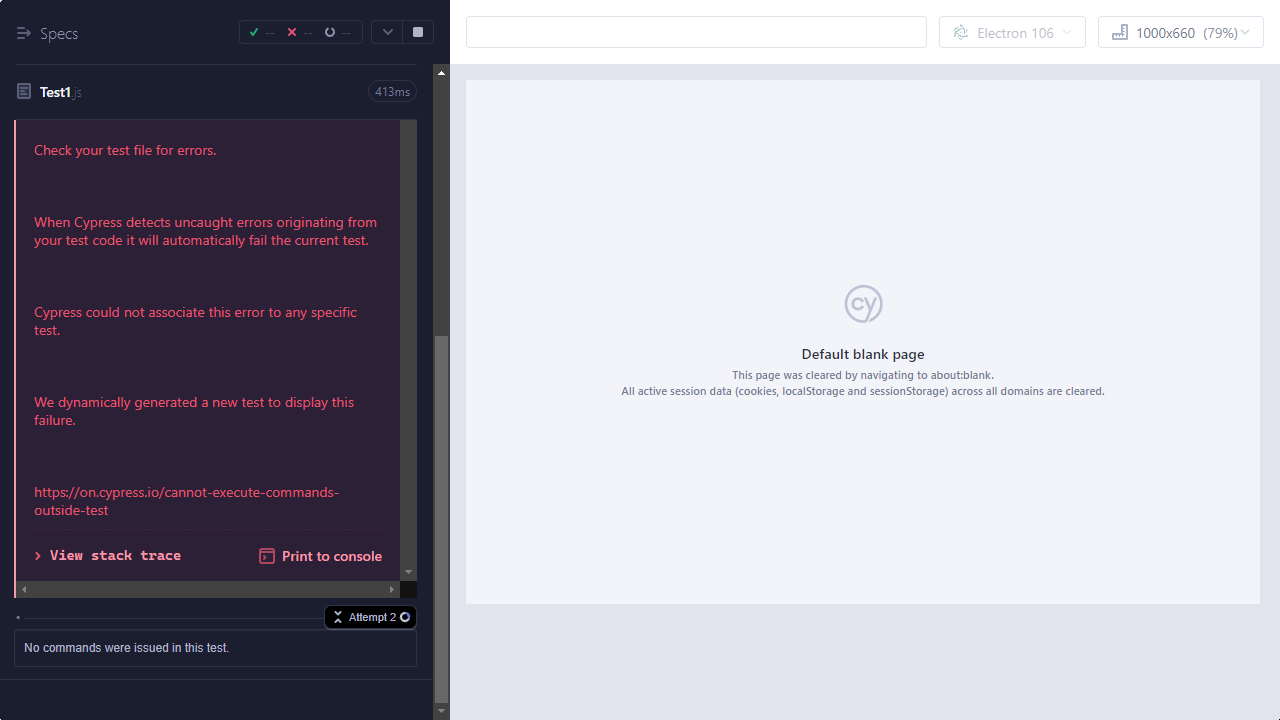 Specs
--
--
--
Electron 106
1000x660 (79%)
Test1.js
413ms
Check your test file for errors.
When Cypress detects uncaught errors originating from
your test code it will automatically fail the current test.
Cypress could not associate this error to any specific
test.
We dynamically generated a new test to display this
failure.
https://on.cypress.io/cannot-execute-commands-
outside-test
View stack trace
Print to console
Attempt 2
No commands were issued in this test.
cy
Default blank page
This page was cleared by navigating to about:blank.
All active session data (cookies, localStorage and sessionStorage) across all domains are cleared.